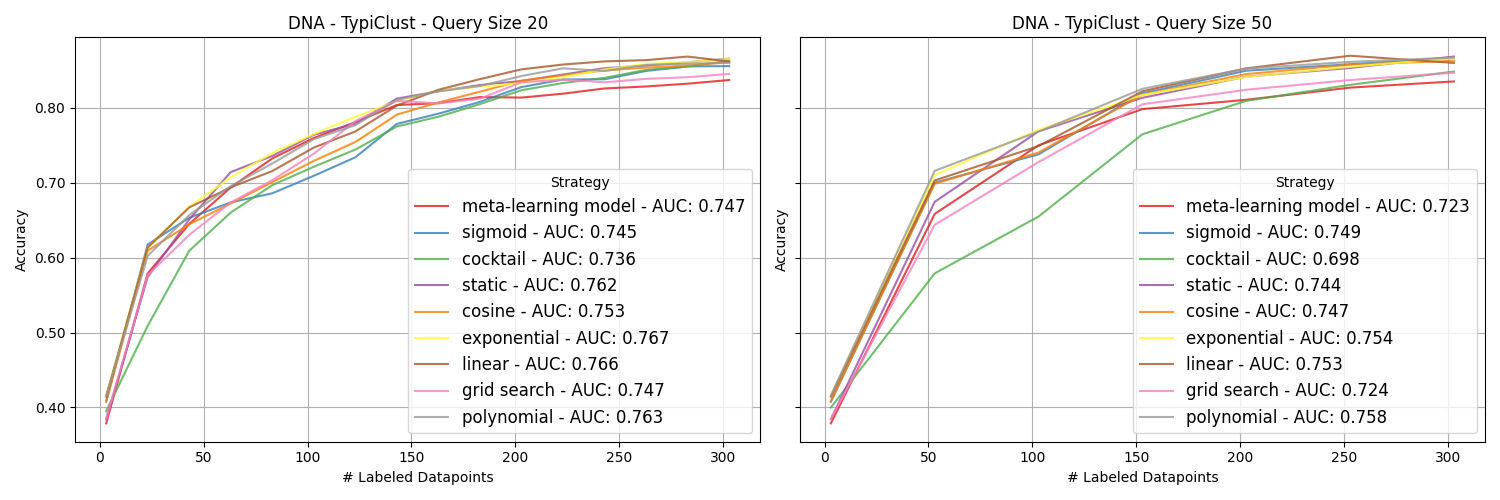 DNA - TypiClust - Query Size 20
Accuracy
0.80
0.70
0.60
0.50
0.40
Strategy
meta-learning model - AUC: 0.747
sigmoid - AUC: 0.745
cocktail - AUC: 0.736
static - AUC: 0.762
cosine - AUC: 0.753
exponential - AUC: 0.767
linear - AUC: 0.766
grid search - AUC: 0.747
polynomial - AUC: 0.763
0 50 100 150 200 250 300
# Labeled Datapoints
DNA - TypiClust - Query Size 50
Accuracy
Strategy
meta-learning model - AUC: 0.723
sigmoid - AUC: 0.749
cocktail - AUC: 0.698
static - AUC: 0.744
cosine - AUC: 0.747
exponential - AUC: 0.754
linear - AUC: 0.753
grid search - AUC: 0.724
polynomial - AUC: 0.758
0 50 100 150 200 250 300
# Labeled Datapoints